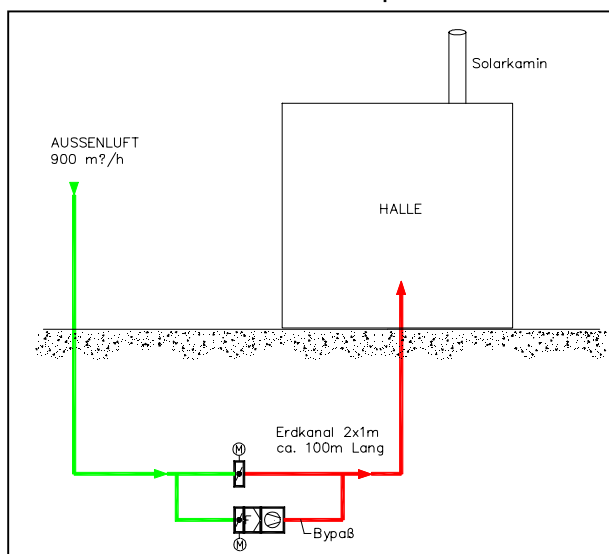 Solarkamin
AUSSENLUFT
900 m?/h
HALLE
Erdkanal 2x1m
ca. 100m Lang
M
F
Bypaß
M